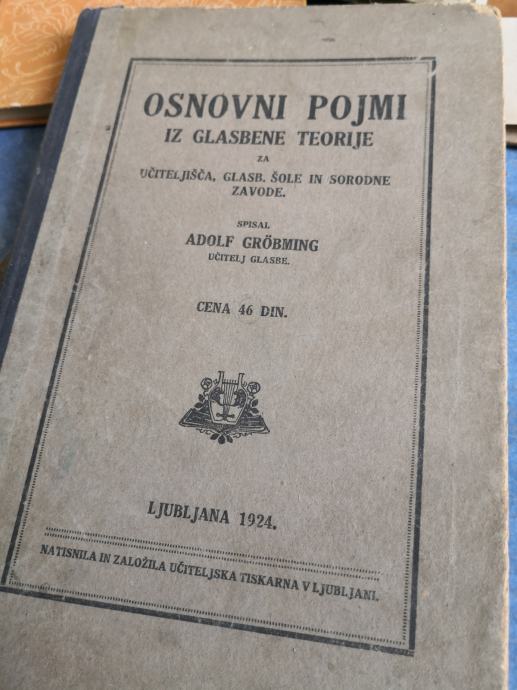 OSNOVNI POJMI
IZ GLASBENE TEORIJE
ZA
UČITELJIŠČA, GLASB. ŠOLE IN SORODNE
ZAVODE.
SPISAL
ADOLF GRÖBMING
UČITELJ GLASBE.
CENA 46 DIN.
LJUBLJANA 1924.
NATISNILA IN ZALOŽILA UČITELJSKA TISKARNA V LJUBLJANI.